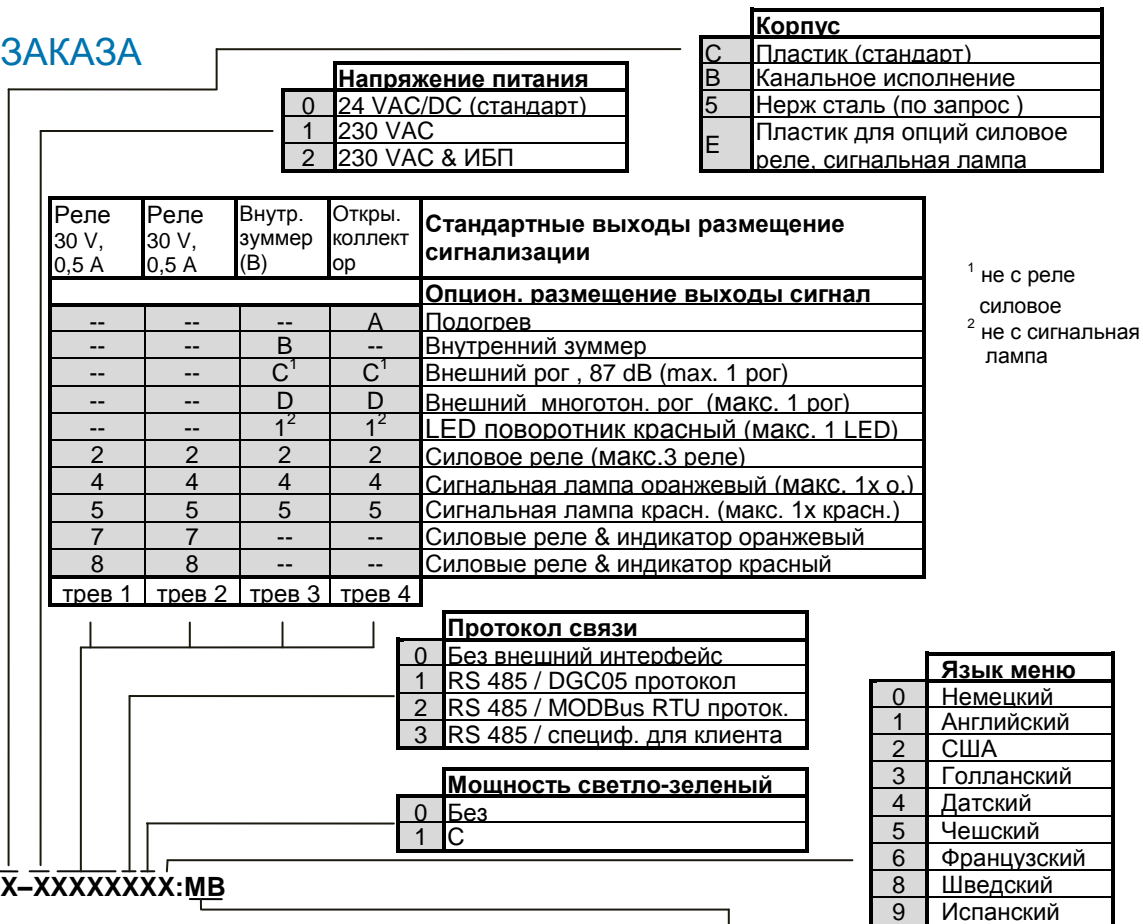 ЗАКАЗА
Корпус
C Пластик (стандарт)
B Канальное исполнение
5 Нерж сталь (по запрос )
E Пластик для опций силовое
реле, сигнальная лампа
Напряжение питания
0 24 VAC/DC (стандарт)
1 230 VAC
2 230 VAC & ИБП
Реле 30 V, 0,5 A
Реле 30 V, 0,5 A
Внутр. зуммер (B)
Откры. коллект ор
Стандартные выходы размещение
сигнализации
Опцион. размещение выходы сигнал
-- -- -- A Подогрев
-- -- B -- Внутренний зуммер
-- -- C¹ C¹ Внешний рог , 87 dB (max. 1 рог)
-- -- D D Внешний многотон. рог (макс. 1 рог)
-- -- 1² 1² LED поворотник красный (макс. 1 LED)
2 2 2 2 Силовое реле (макс.3 реле)
4 4 4 4 Сигнальная лампа оранжевый (макс. 1x о.)
5 5 5 5 Сигнальная лампа красн. (макс. 1x красн.)
7 7 -- -- Силовые реле & индикатор оранжевый
8 8 -- -- Силовые реле & индикатор красный
трев 1 трев 2 трев 3 трев 4
¹ не с реле
силовое
² не с сигнальная
лампа
Протокол связи
0 Без внешний интерфейс
1 RS 485 / DGC05 протокол
2 RS 485 / MODBus RTU проток.
3 RS 485 / специф. для клиента
Мощность светло-зеленый
0 Без
1 С
Язык меню
0 Немецкий
1 Английский
2 США
3 Голланский
4 Датский
5 Чешский
6 Французский
8 Шведский
9 Испанский
X–XXXXXXXX:MB